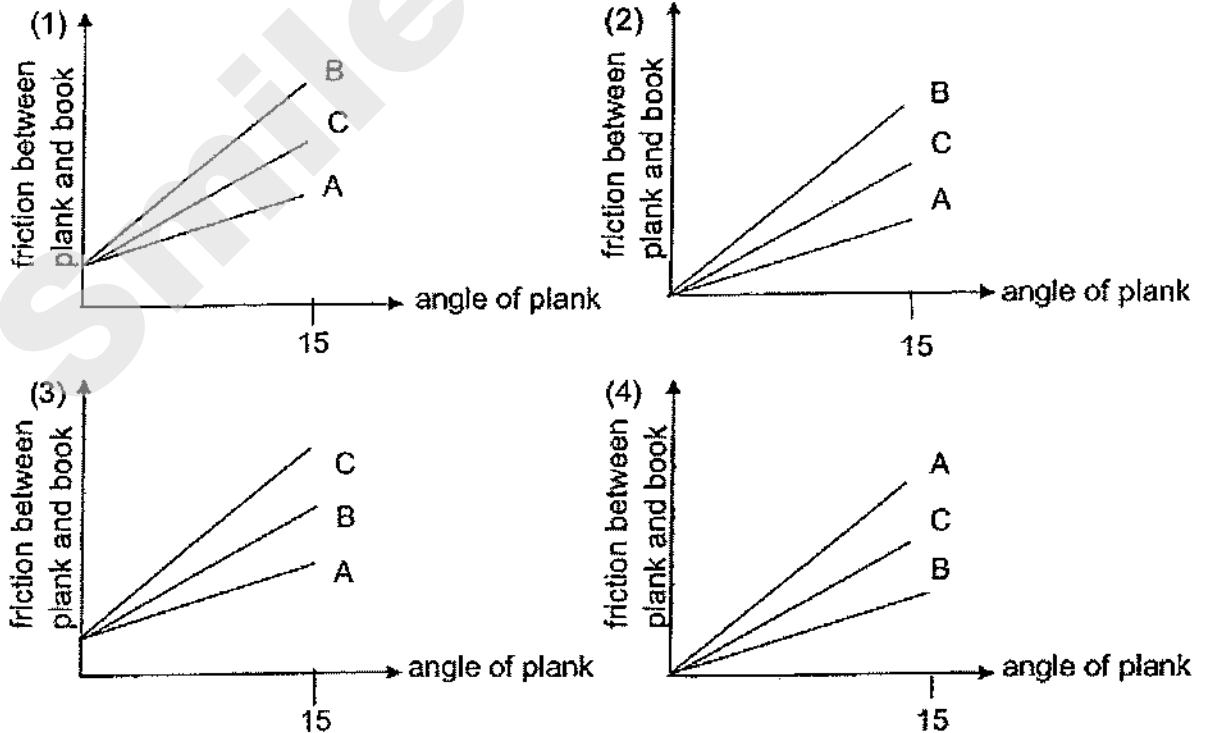 (1)
friction between
plank and book
B
C
A
angle of plank
15
(2)
friction between
plank and book
B
C
A
angle of plank
15
(3)
friction between
plank and book
C
B
A
angle of plank
15
(4)
friction between
plank and book
A
C
B
angle of plank
15
smile